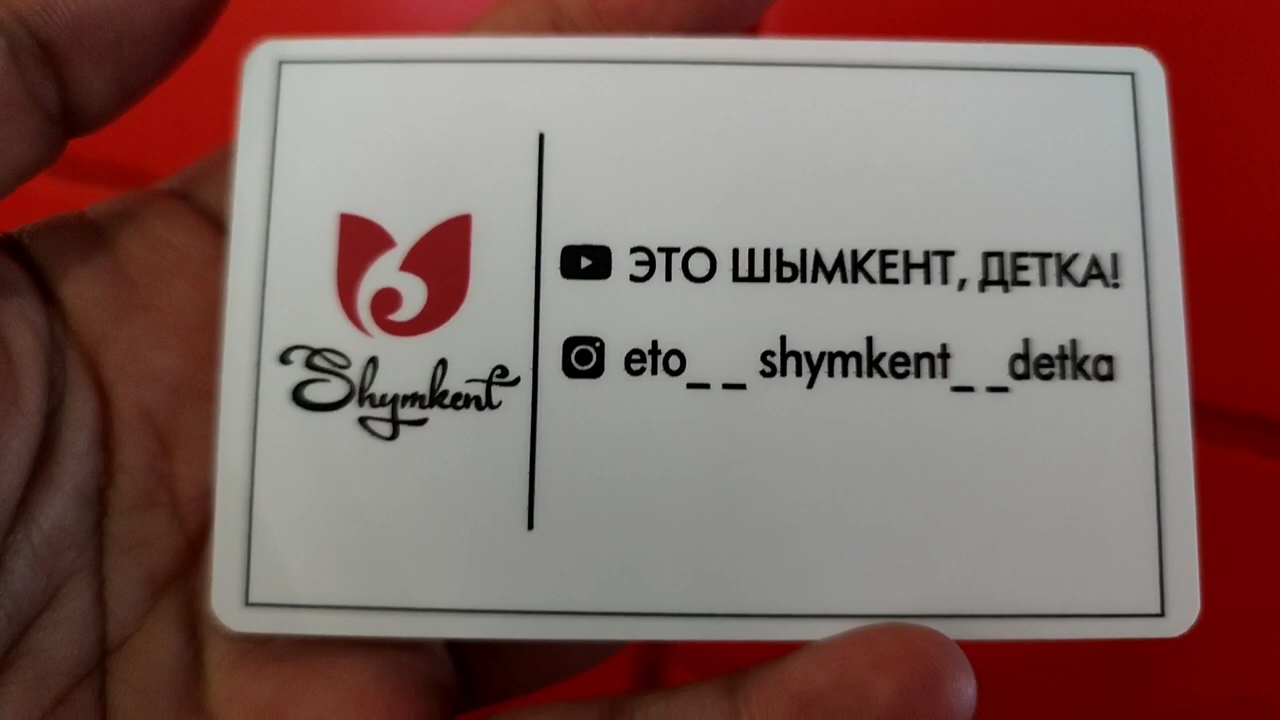 Shymkent
ЭТО ШЫМКЕНТ, ДЕТКА!
eto_ _ shymkent_ _detka